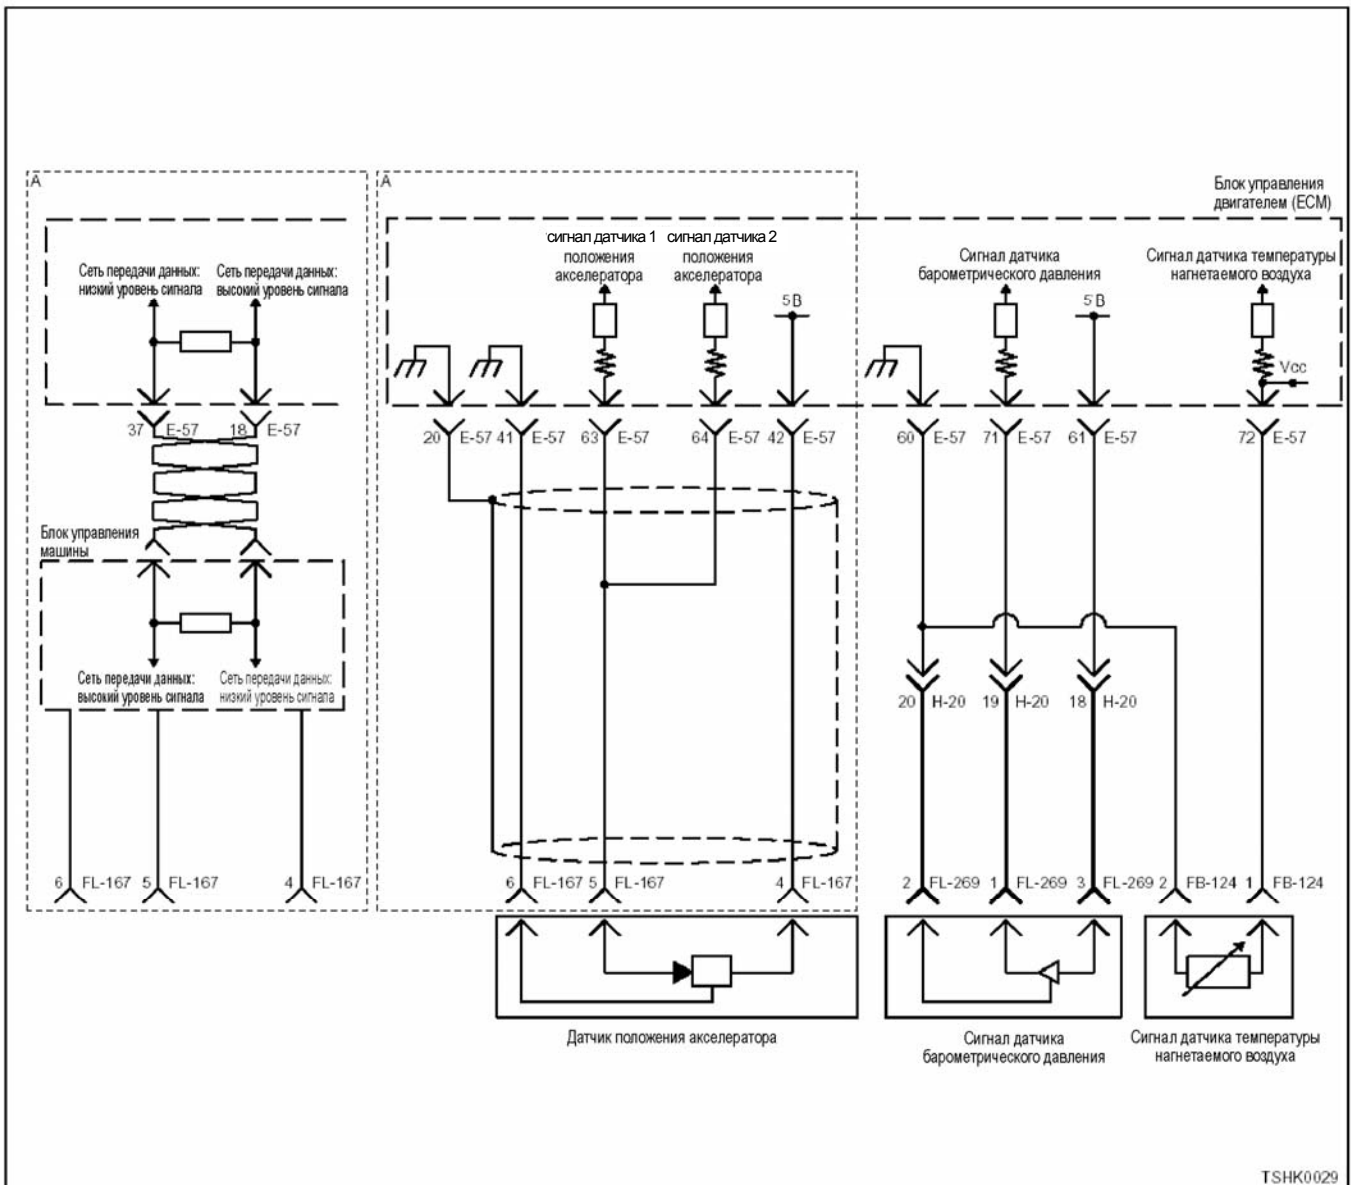 A
A
Блок управления
двигателем (ECM)
сигнал датчика 1
положения
акселератора
сигнал датчика 2
положения
акселератора
Сигнал датчика
барометрического давления
Сигнал датчика температуры
нагнетаемого воздуха
Сеть передачи данных:
низкий уровень сигнала
Сеть передачи данных:
высокий уровень сигнала
5В
5В
Vcc
37 E-57 18 E-57
20 E-57 41 E-57 63 E-57 64 E-57 42 E-57
60 E-57 71 E-57 61 E-57 72 E-57
Блок управления
машины
Сеть передачи данных:
высокий уровень сигнала
Сеть передачи данных:
низкий уровень сигнала
20 H-20 19 H-20 18 H-20
6 FL-167 5 FL-167 4 FL-167
6 FL-167 5 FL-167 4 FL-167
2 FL-269 1 FL-269 3 FL-269 2 FB-124 1 FB-124
Датчик положения акселератора
Сигнал датчика
барометрического давления
Сигнал датчика температуры
нагнетаемого воздуха
TSHK0029